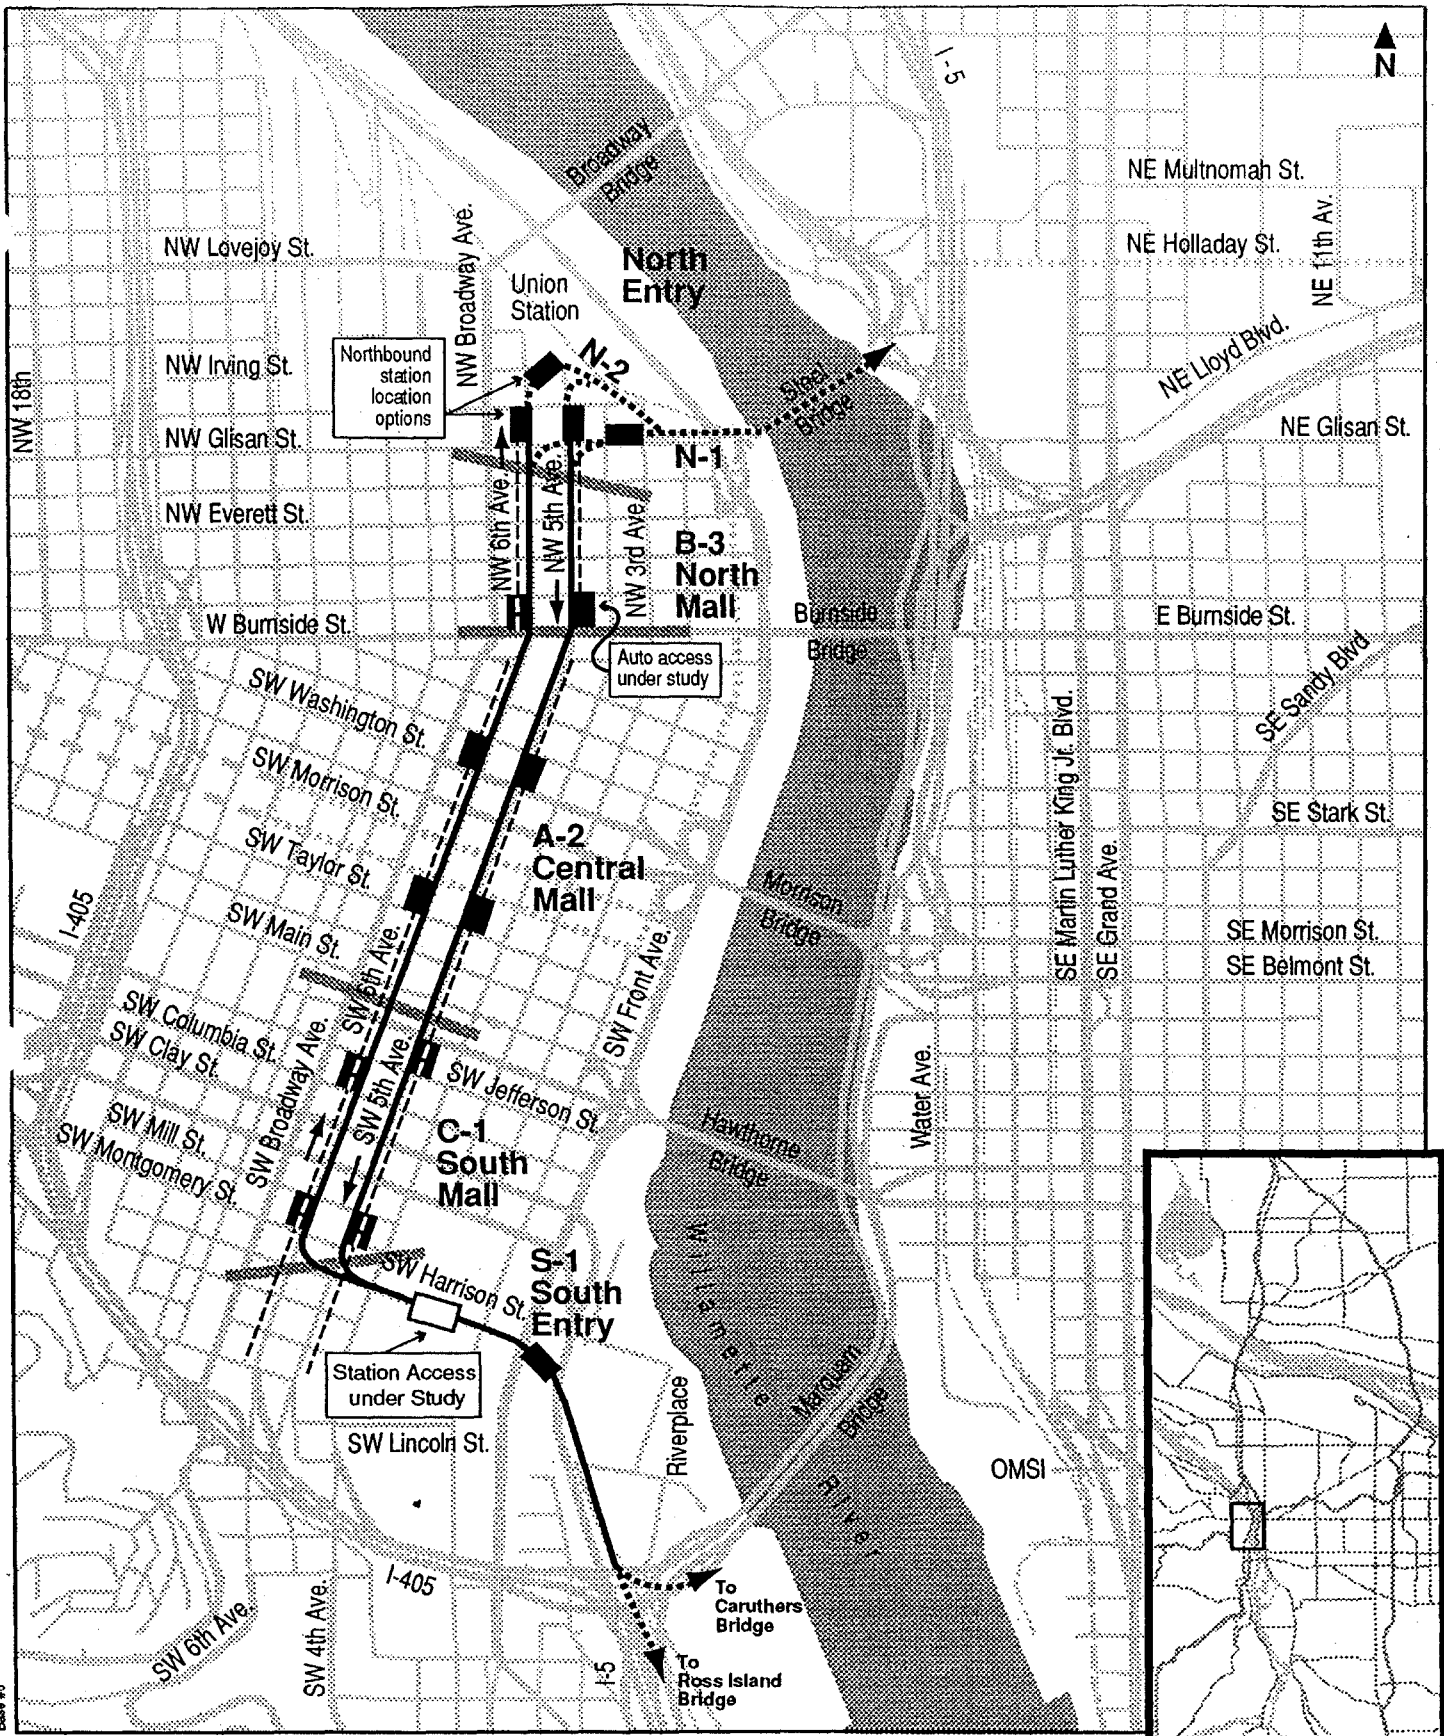 N
I-5
Broadway
Bridge
NE Multnomah St.
NW Lovejoy St.
NW Broadway Ave.
North
Entry
NE Holladay St.
NE 11th Av.
Union
Station
NW 18th
NW Irving St.
Northbound
station
location
options
N-2
Steel
Bridge
NE Lloyd Blvd.
NW Glisan St.
N-1
NE Glisan St.
NW Everett St.
NW 6th Ave.
NW 5th Ave.
NW 3rd Ave.
B-3
North
Mall
W Burnside St.
Burnside
Bridge
E Burnside St.
Auto access
under study
SE Sandy Blvd
SW Washington St.
SW Morrison St.
SE Martin Luther King Jr. Blvd.
SE Grand Ave.
SE Stark St.
SW Taylor St.
A-2
Central
Mall
Morrison
Bridge
I-405
SW Main St.
SE Morrison St.
SE Belmont St.
SW 6th Ave.
SW Front Ave.
SW Columbia St.
SW Clay St.
SW Broadway Ave.
SW 5th Ave.
SW Jefferson St.
Water Ave.
SW Mill St.
SW Montgomery St.
C-1
South
Mall
Hawthorne
Bridge
Willamette
River
SW Harrison St.
S-1
South
Entry
Station Access
under Study
Marquam
Bridge
Riverplace
SW Lincoln St.
OMSI
I-405
To
Caruthers
Bridge
SW 6th Ave.
SW 4th Ave.
I-5
To
Ross Island
Bridge